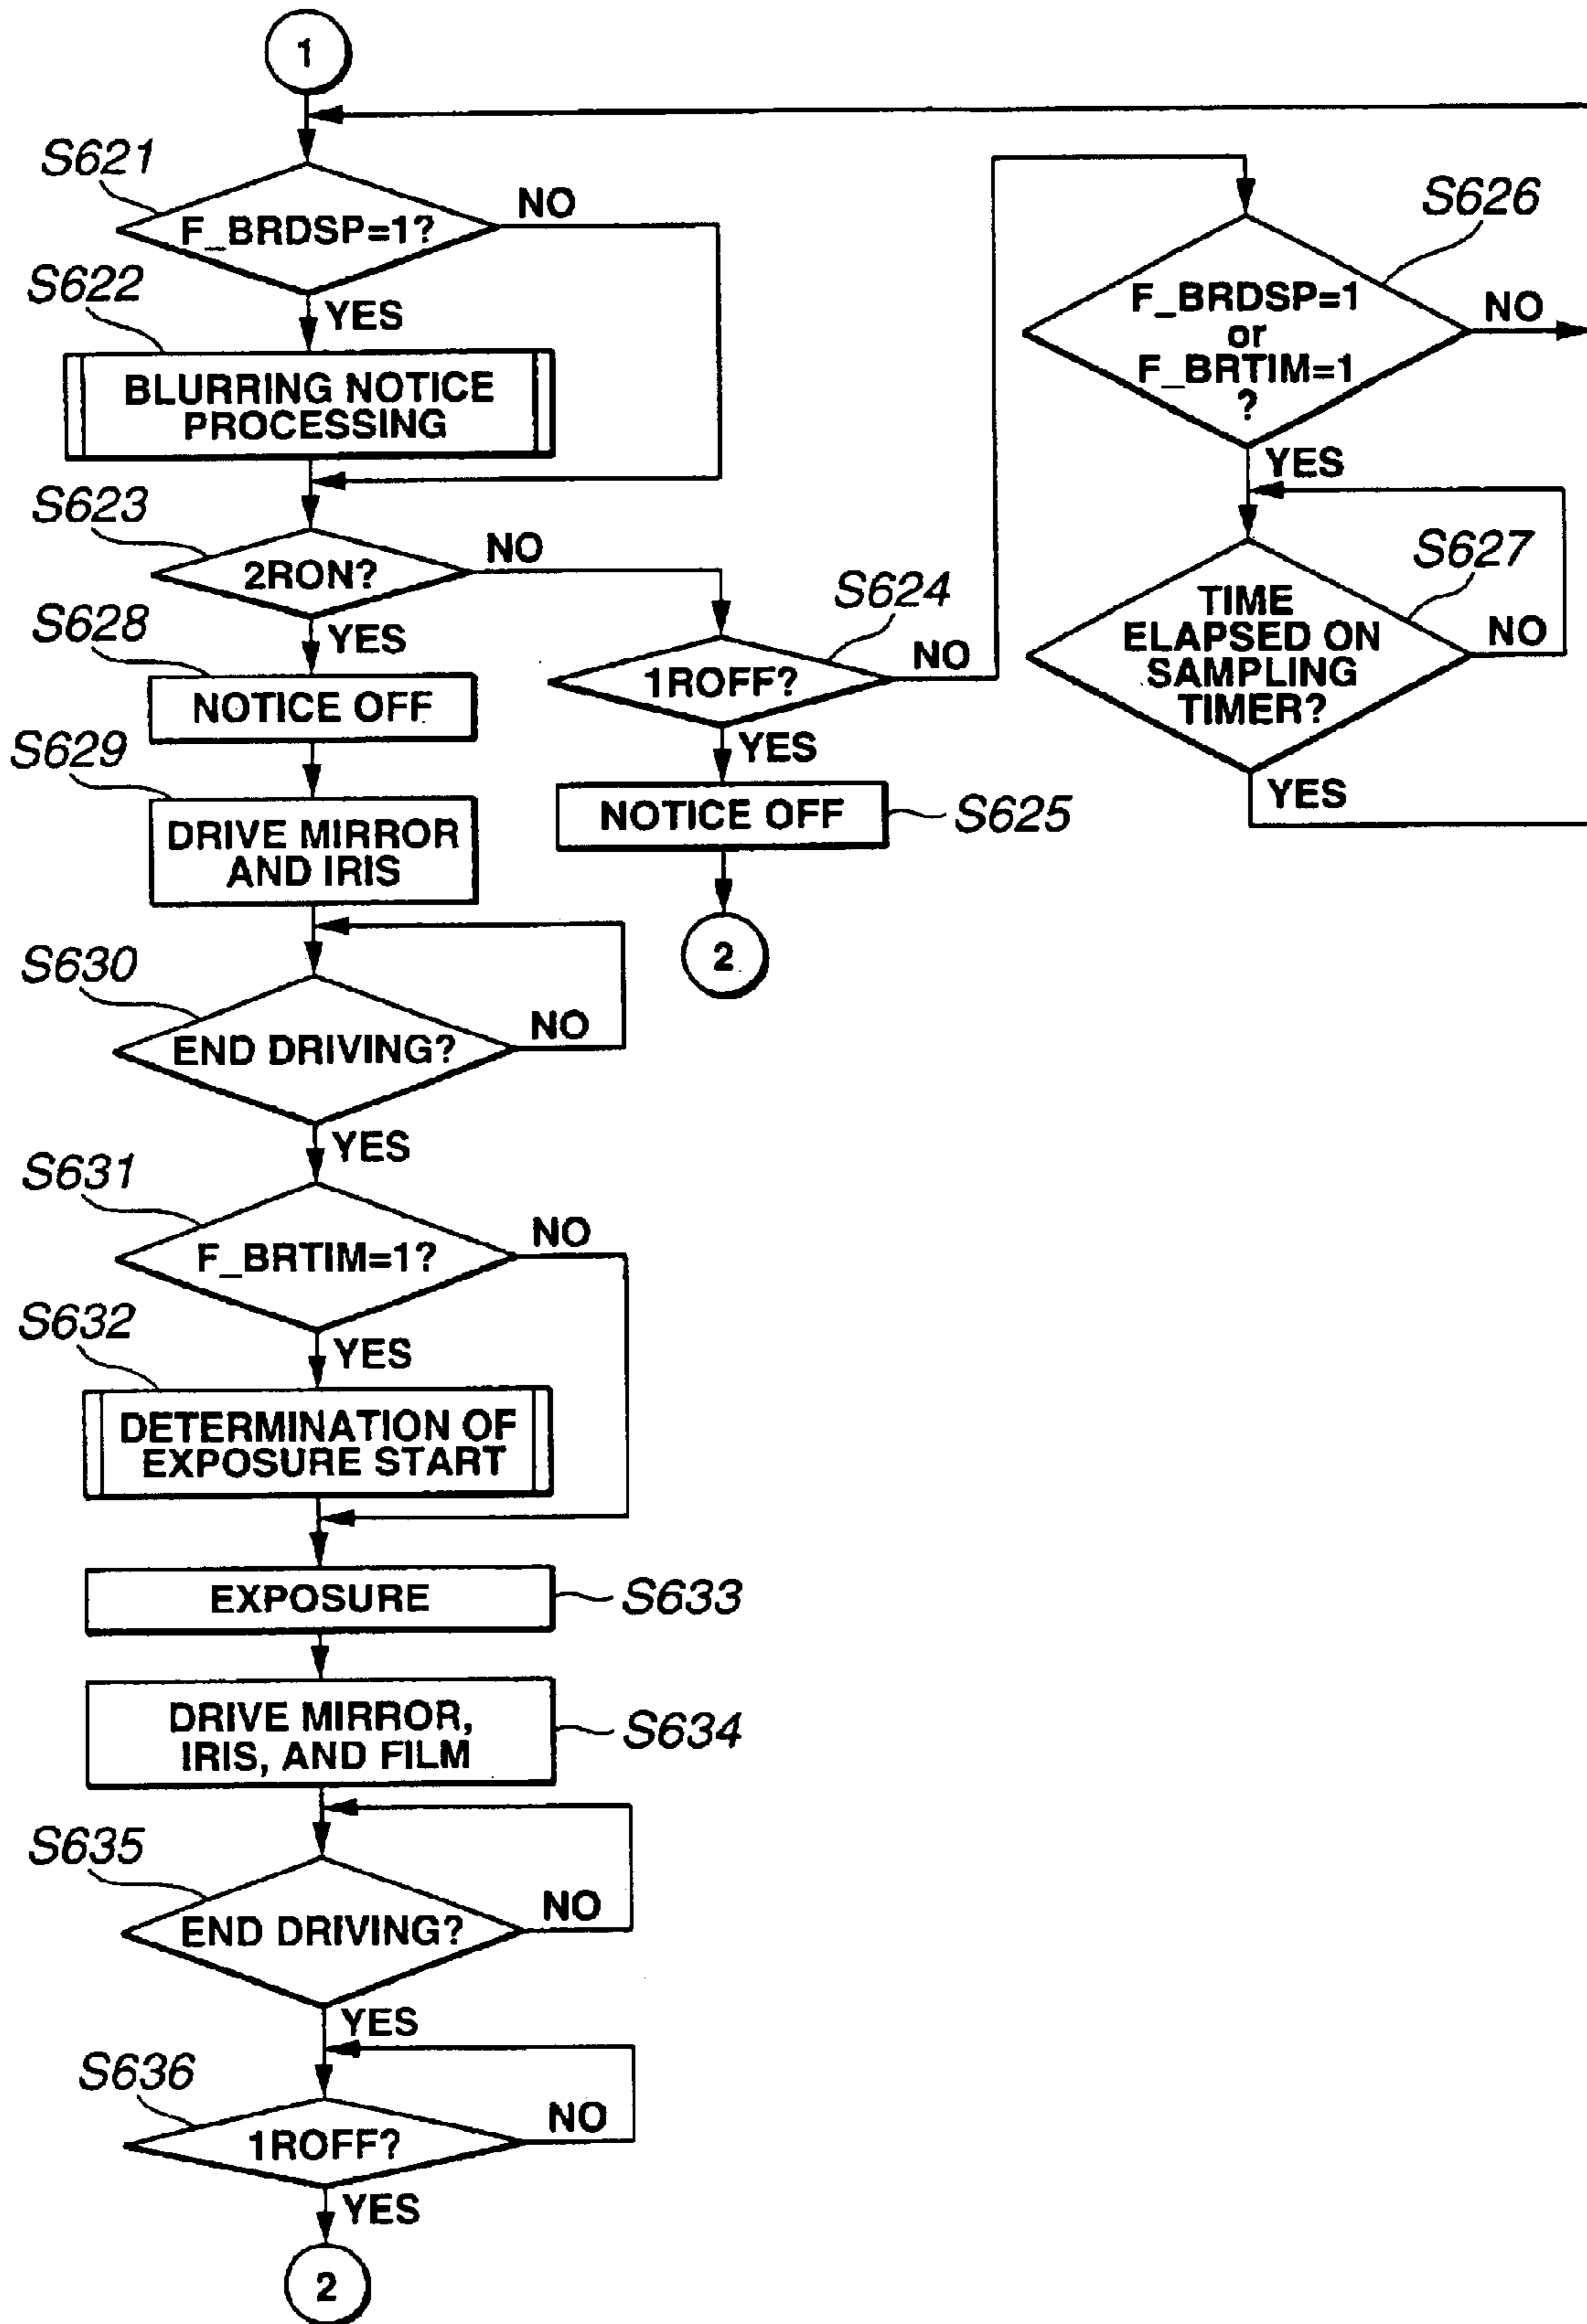 1
S621
F_BRDSP=1?
NO
YES
S622
BLURRING NOTICE
PROCESSING
S623
2RON?
NO
YES
S624
1ROFF?
NO
YES
NOTICE OFF
S625
2
S626
F_BRDSP=1
or
F_BRTIM=1
?
NO
YES
S627
TIME
ELAPSED ON
SAMPLING
TIMER?
NO
YES
S628
NOTICE OFF
S629
DRIVE MIRROR
AND IRIS
S630
END DRIVING?
NO
YES
S631
F_BRTIM=1?
NO
YES
S632
DETERMINATION OF
EXPOSURE START
EXPOSURE
S633
DRIVE MIRROR,
IRIS, AND FILM
S634
S635
END DRIVING?
NO
YES
S636
1ROFF?
NO
YES
2